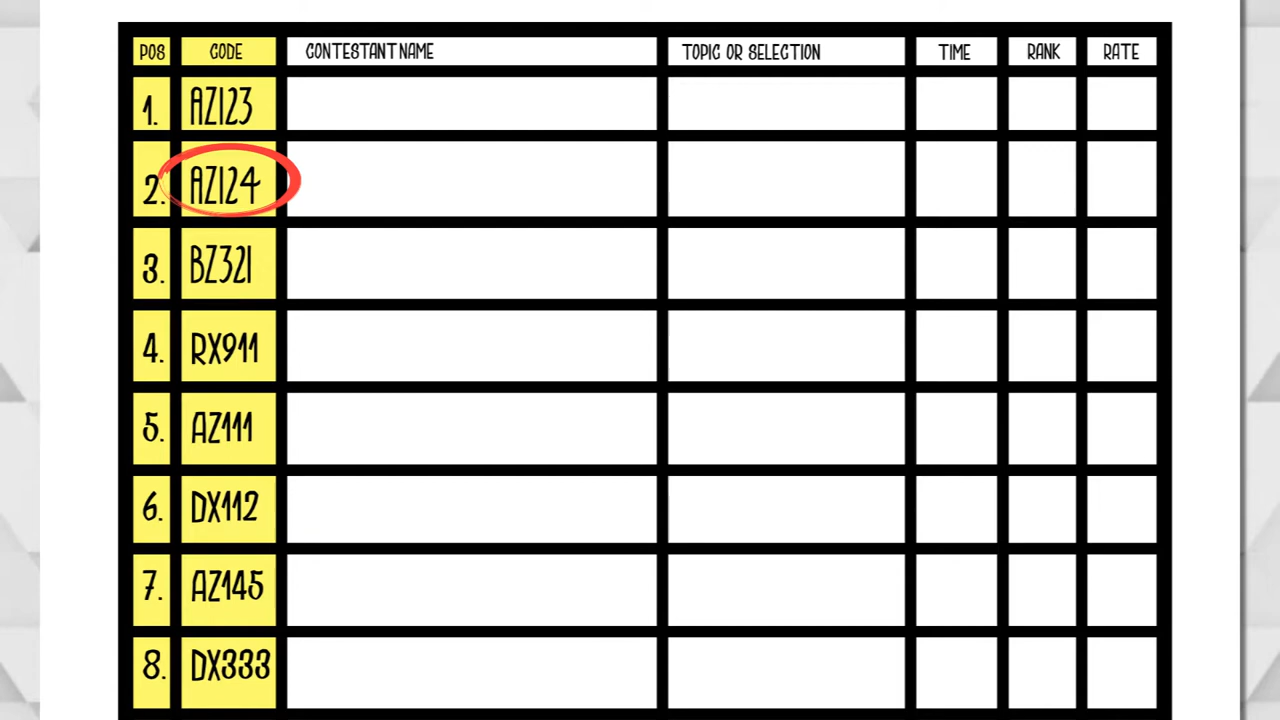 POS CODE CONTESTANT NAME TOPIC OR SELECTION TIME RANK RATE
1. AZ123
2. AZ124
3. BZ321
4. RX911
5. AZ111
6. DX112
7. AZ145
8. DX333